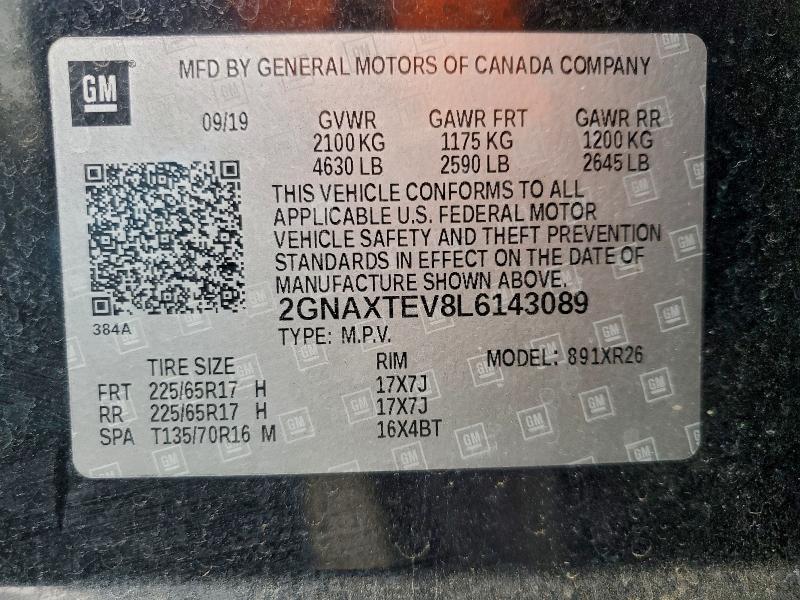 GM
MFD BY GENERAL MOTORS OF CANADA COMPANY
09/19 GVWR GAWR FRT GAWR RR
2100 KG 1175 KG 1200 KG
4630 LB 2590 LB 2645 LB
THIS VEHICLE CONFORMS TO ALL
APPLICABLE U.S. FEDERAL MOTOR
VEHICLE SAFETY AND THEFT PREVENTION
STANDARDS IN EFFECT ON THE DATE OF
MANUFACTURE SHOWN ABOVE.
2GNAXTEV8L6143089
384A
TYPE: M.P.V.
TIRE SIZE RIM MODEL: 891XR26
FRT 225/65R17 H 17X7J
RR 225/65R17 H 17X7J
SPA T135/70R16 M 16X4BT